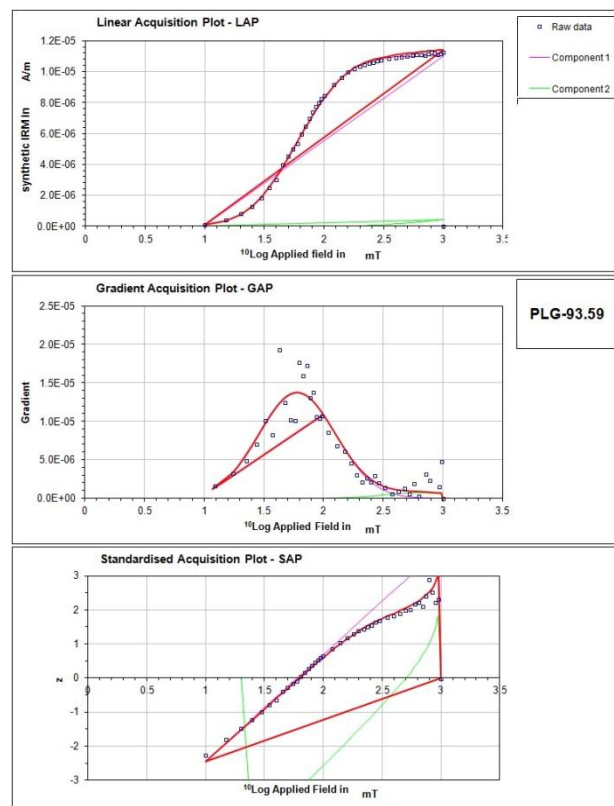 Linear Acquisition Plot - LAP
synthetic IRM in A/m
1.2E-05
1.0E-05
8.0E-06
6.0E-06
4.0E-06
2.0E-06
0.0E+00
0 0.5 1 1.5 2 2.5 3 3.5
10Log Applied field in mT
Raw data
Component 1
Component 2
Gradient Acquisition Plot - GAP
Gradient
2.5E-05
2.0E-05
1.5E-05
1.0E-05
5.0E-06
0.0E+00
0 0.5 1 1.5 2 2.5 3 3.5
10Log Applied Field in mT
PLG-93.59
Standardised Acquisition Plot - SAP
z
3
2
1
0
-1
-2
-3
0 0.5 1 1.5 2 2.5 3 3.5
10Log Applied Field in mT